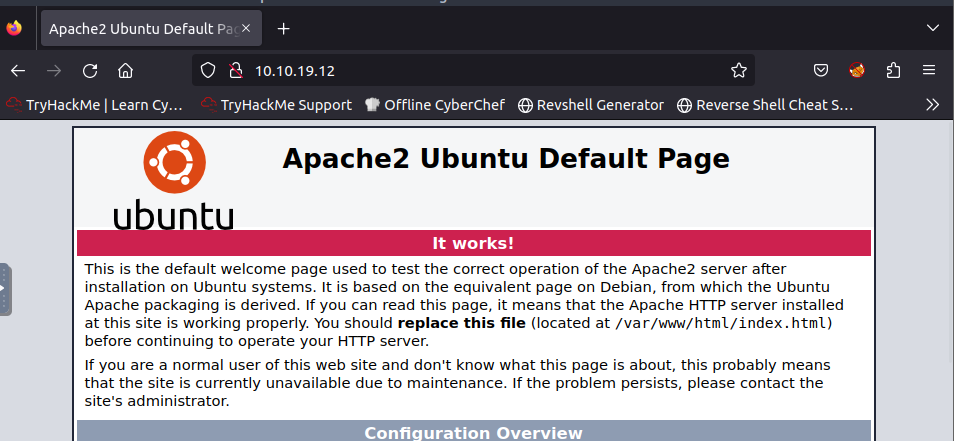 Apache2 Ubuntu Default Pag
10.10.19.12
TryHackMe | Learn Cy… TryHackMe Support Offline CyberChef Revshell Generator Reverse Shell Cheat S…
Apache2 Ubuntu Default Page
ubuntu
It works!
This is the default welcome page used to test the correct operation of the Apache2 server after
installation on Ubuntu systems. It is based on the equivalent page on Debian, from which the Ubuntu
Apache packaging is derived. If you can read this page, it means that the Apache HTTP server installed
at this site is working properly. You should replace this file (located at /var/www/html/index.html)
before continuing to operate your HTTP server.
If you are a normal user of this web site and don't know what this page is about, this probably means
that the site is currently unavailable due to maintenance. If the problem persists, please contact the
site's administrator.
Configuration Overview